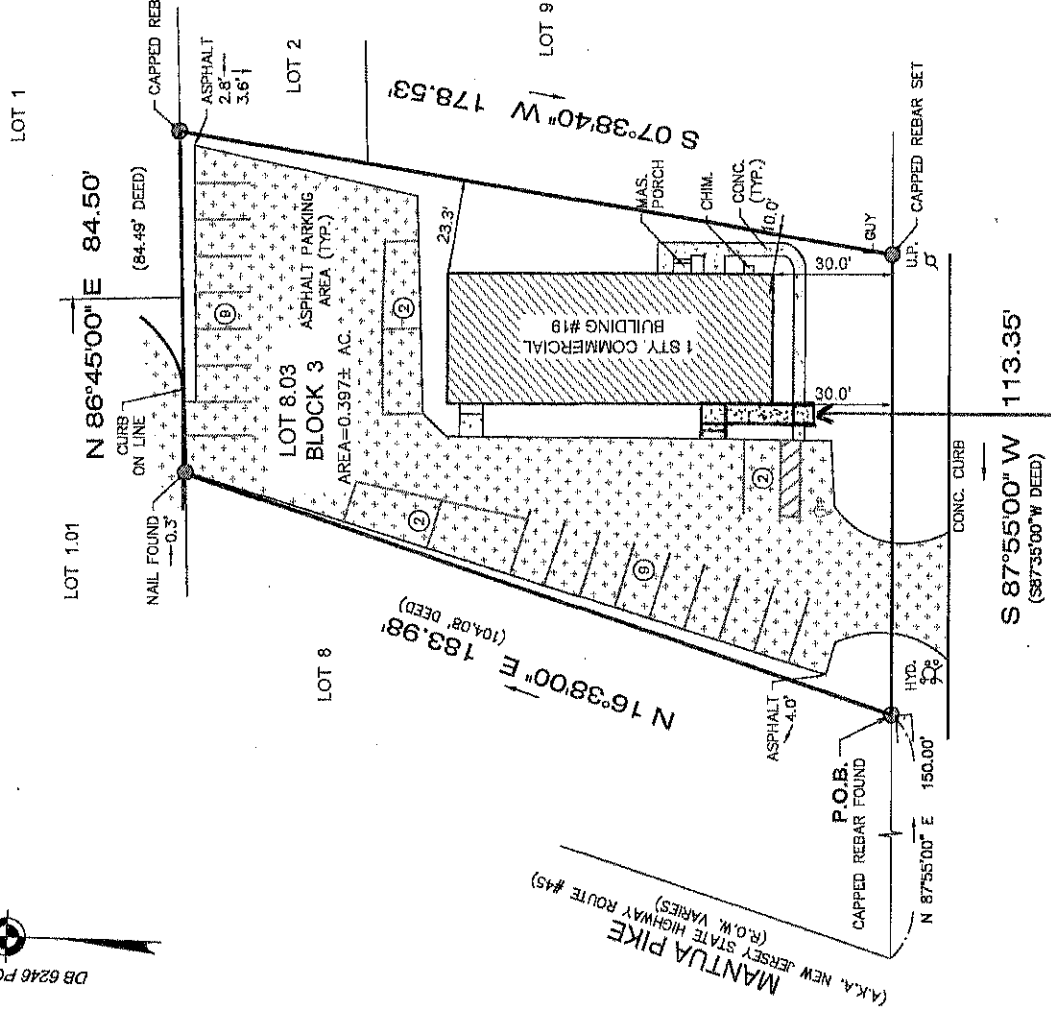 LOT 1
N 86°45'00" E 84.50'
(84.49' DEED)
CAPPED REB
ASPHALT
2.8'
3.6'
LOT 2
LOT 9
LOT 1.01
CURB
ON LINE
NAIL FOUND
0.3'
LOT 8.03
BLOCK 3
AREA=0.397± AC.
ASPHALT PARKING
AREA (TYP.)
2
2
9
2
S 07°38'40" W 178.53'
23.3'
MAS.
PORCH
CHIM.
CONC.
(TYP.)
10.0'
1 STY. COMMERCIAL
BUILDING #19
30.0'
30.0'
GUY
U.P.
CAPPED REBAR SET
LOT 8
N 16°38'00" E 183.98'
(104.08' DEED)
ASPHALT
4.0'
HYD.
CONC. CURB
S 87°55'00" W 113.35'
(S87°35'00"W DEED)
P.O.B.
CAPPED REBAR FOUND
N 87°55'00" E 150.00'
MANTUA PIKE
(A.K.A. NEW JERSEY STATE HIGHWAY ROUTE #45)
(R.O.W. VARIES)
DB 6246 PG